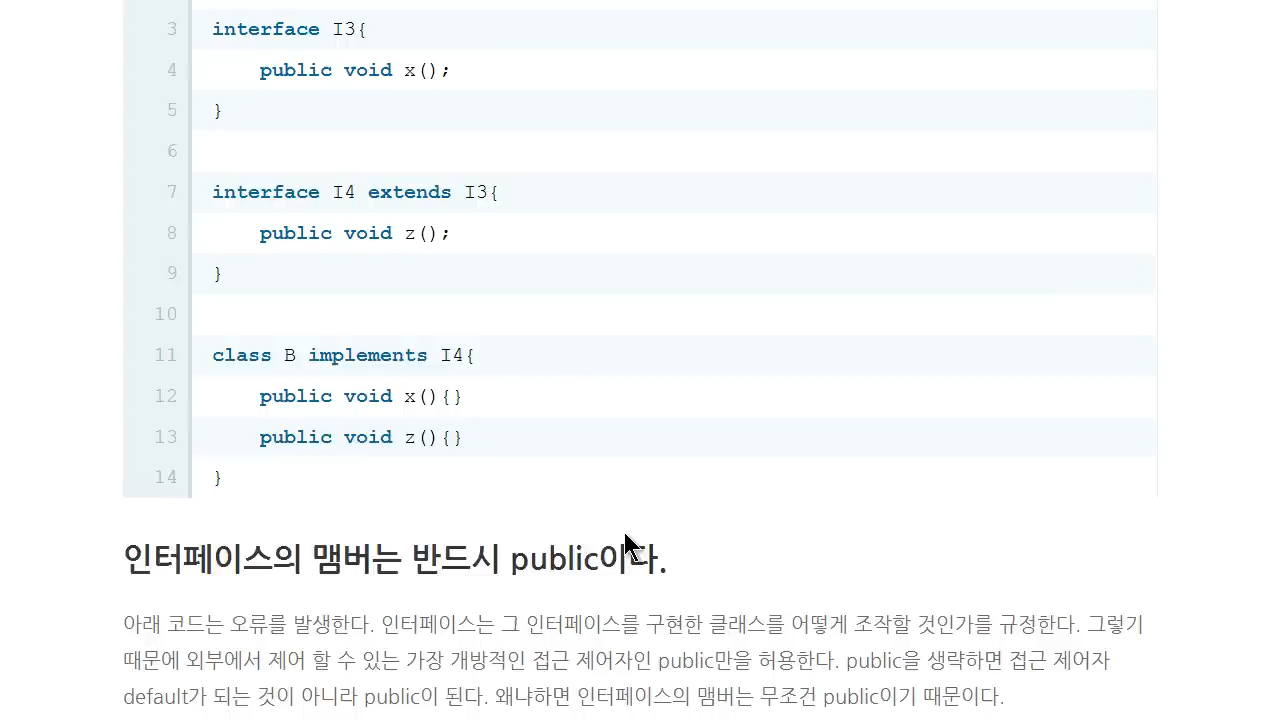 3 interface I3{
4 public void x();
5 }
6
7 interface I4 extends I3{
8 public void z();
9 }
10
11 class B implements I4{
12 public void x(){}
13 public void z(){}
14 }
인터페이스의 맴버는 반드시 public이다.
아래 코드는 오류를 발생한다. 인터페이스는 그 인터페이스를 구현한 클래스를 어떻게 조작할 것인가를 규정한다. 그렇기
때문에 외부에서 제어 할 수 있는 가장 개방적인 접근 제어자인 public만을 허용한다. public을 생략하면 접근 제어자
default가 되는 것이 아니라 public이 된다. 왜냐하면 인터페이스의 맴버는 무조건 public이기 때문이다.